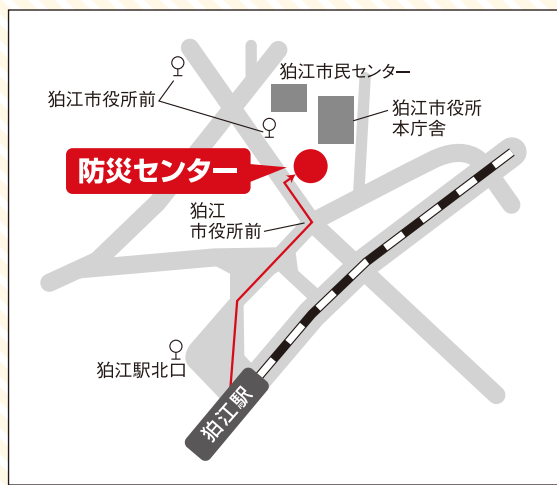 狛江市民センター
狛江市役所前
狛江市役所
本庁舎
防災センター
狛江
市役所前
狛江駅北口
狛江駅